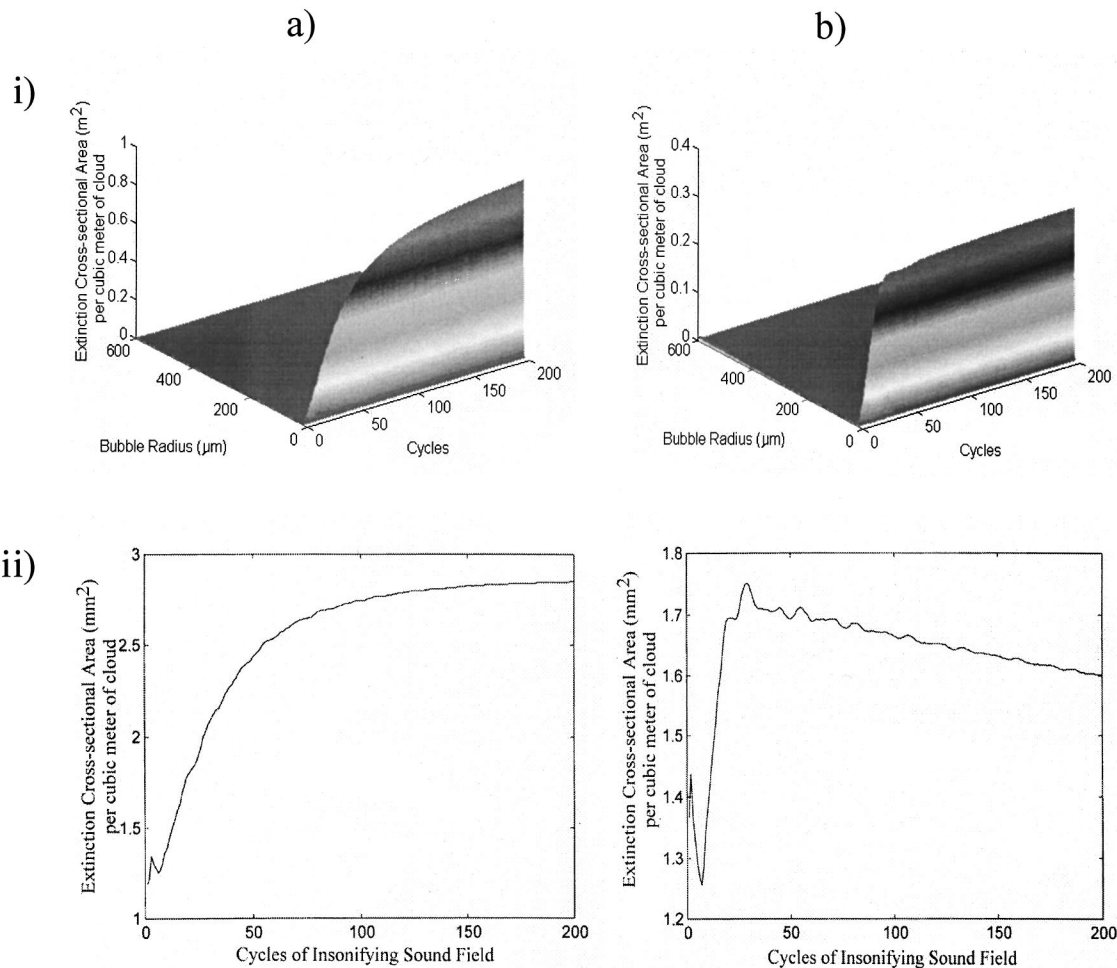 a)
b)
i)
Extinction Cross-sectional Area (m²)
per cubic meter of cloud
1
0.8
0.6
0.4
0.2
0
600
400
200
0
0
50
100
150
200
Bubble Radius (µm)
Cycles
Extinction Cross-sectional Area (m²)
per cubic meter of cloud
0.4
0.3
0.2
0.1
0
600
400
200
0
0
50
100
150
200
Bubble Radius (µm)
Cycles
ii)
Extinction Cross-sectional Area (mm²)
per cubic meter of cloud
3
2.5
2
1.5
1
0
50
100
150
200
Cycles of Insonifying Sound Field
Extinction Cross-sectional Area (mm²)
per cubic meter of cloud
1.8
1.7
1.6
1.5
1.4
1.3
1.2
0
50
100
150
200
Cycles of Insonifying Sound Field